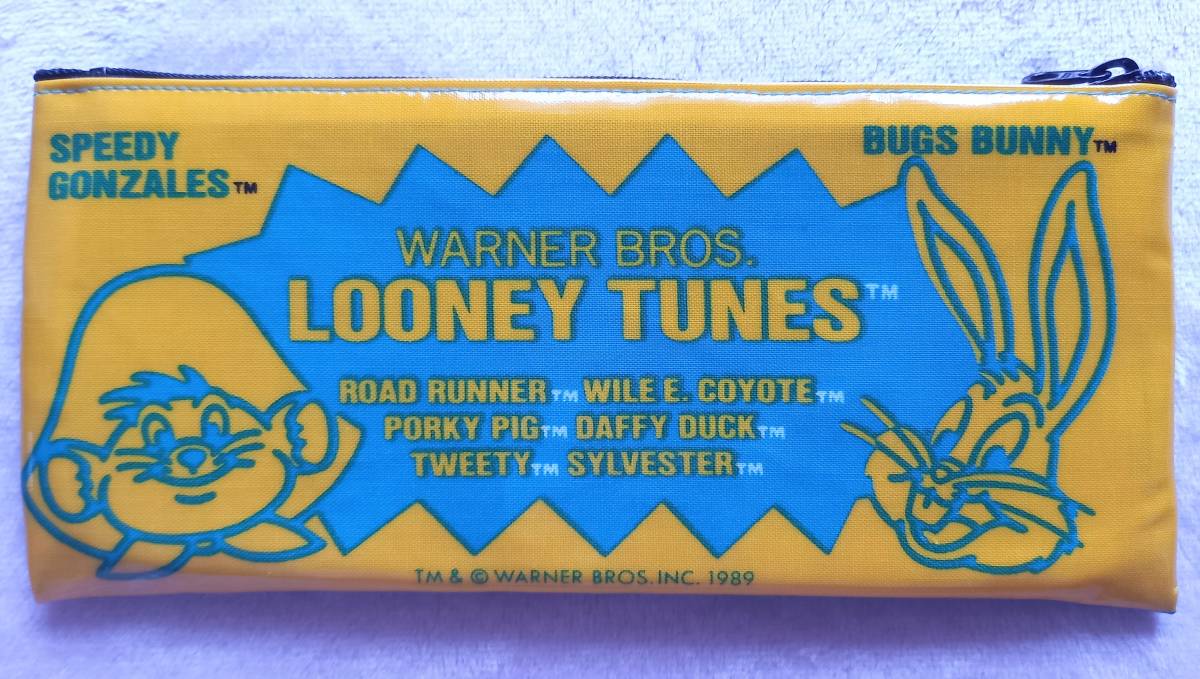 SPEEDY
GONZALES™
BUGS BUNNY™
WARNER BROS.
LOONEY TUNES™
ROAD RUNNER™ WILE E. COYOTE™
PORKY PIG™ DAFFY DUCK™
TWEETY™ SYLVESTER™
TM & © WARNER BROS. INC. 1989